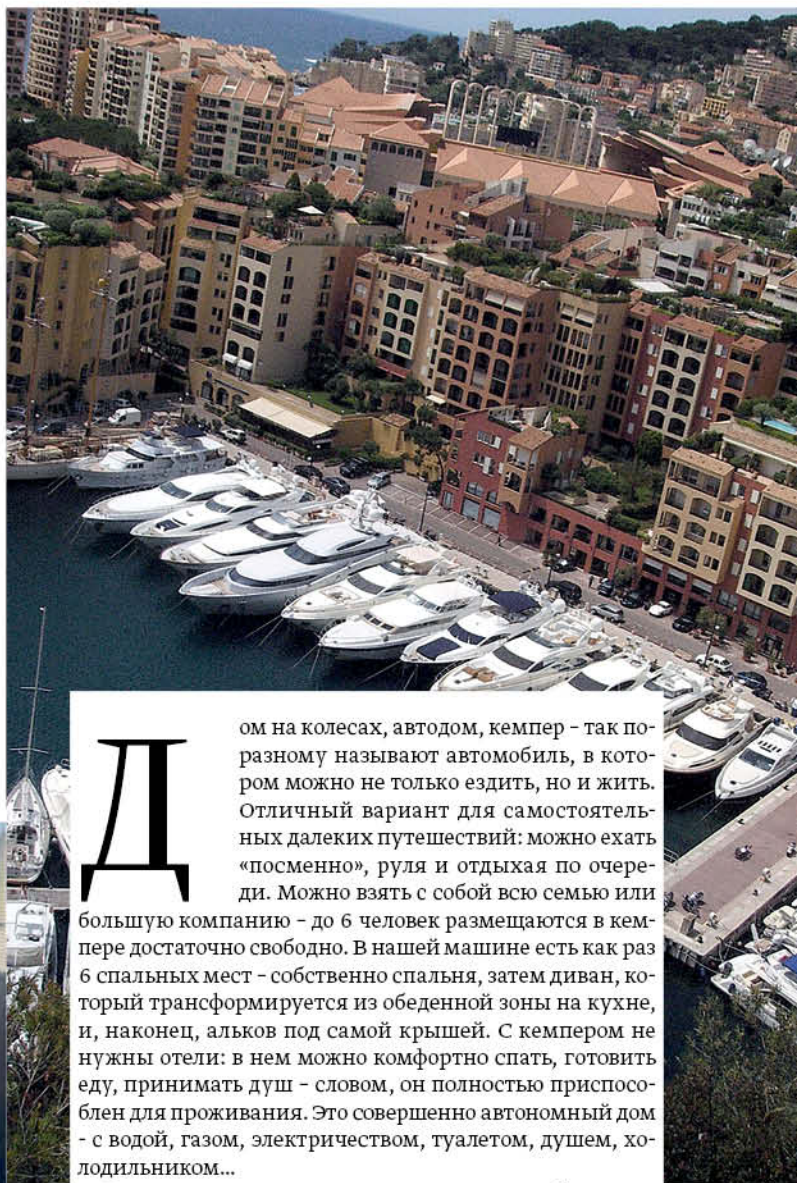 Дом на колесах, автодом, кемпер – так по-
разному называют автомобиль, в кото-
ром можно не только ездить, но и жить.
Отличный вариант для самостоятель-
ных далеких путешествий: можно ехать
«посменно», руля и отдыхая по очере-
ди. Можно взять с собой всю семью или
большую компанию – до 6 человек размещаются в кем-
пере достаточно свободно. В нашей машине есть как раз
6 спальных мест – собственно спальня, затем диван, ко-
торый трансформируется из обеденной зоны на кухне,
и, наконец, альков под самой крышей. С кемпером не
нужны отели: в нем можно комфортно спать, готовить
еду, принимать душ – словом, он полностью приспосо-
блен для проживания. Это совершенно автономный дом
- с водой, газом, электричеством, туалетом, душем, хо-
лодильником...